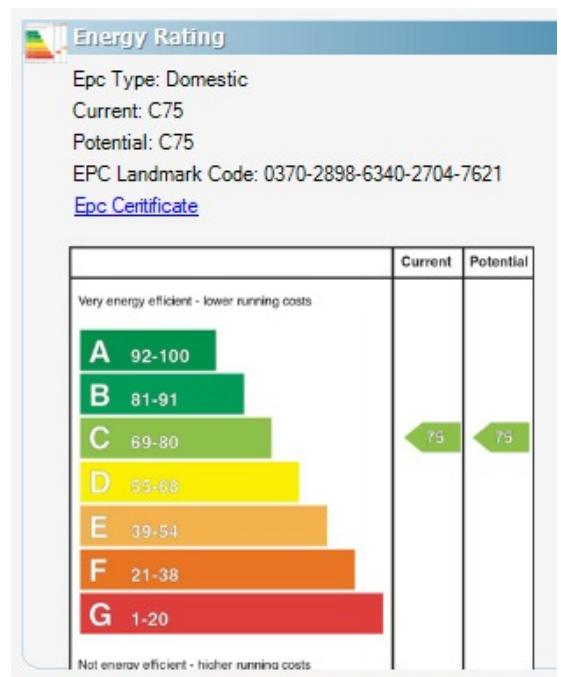 Energy Rating
Epc Type: Domestic
Current: C75
Potential: C75
EPC Landmark Code: 0370-2898-6340-2704-7621
Epc Ceritificate
Current Potential
Very energy efficient - lower running costs
A 92-100
B 81-91
C 69-80 75 75
D 55-68
E 39-54
F 21-38
G 1-20
Not energy efficient - higher running costs